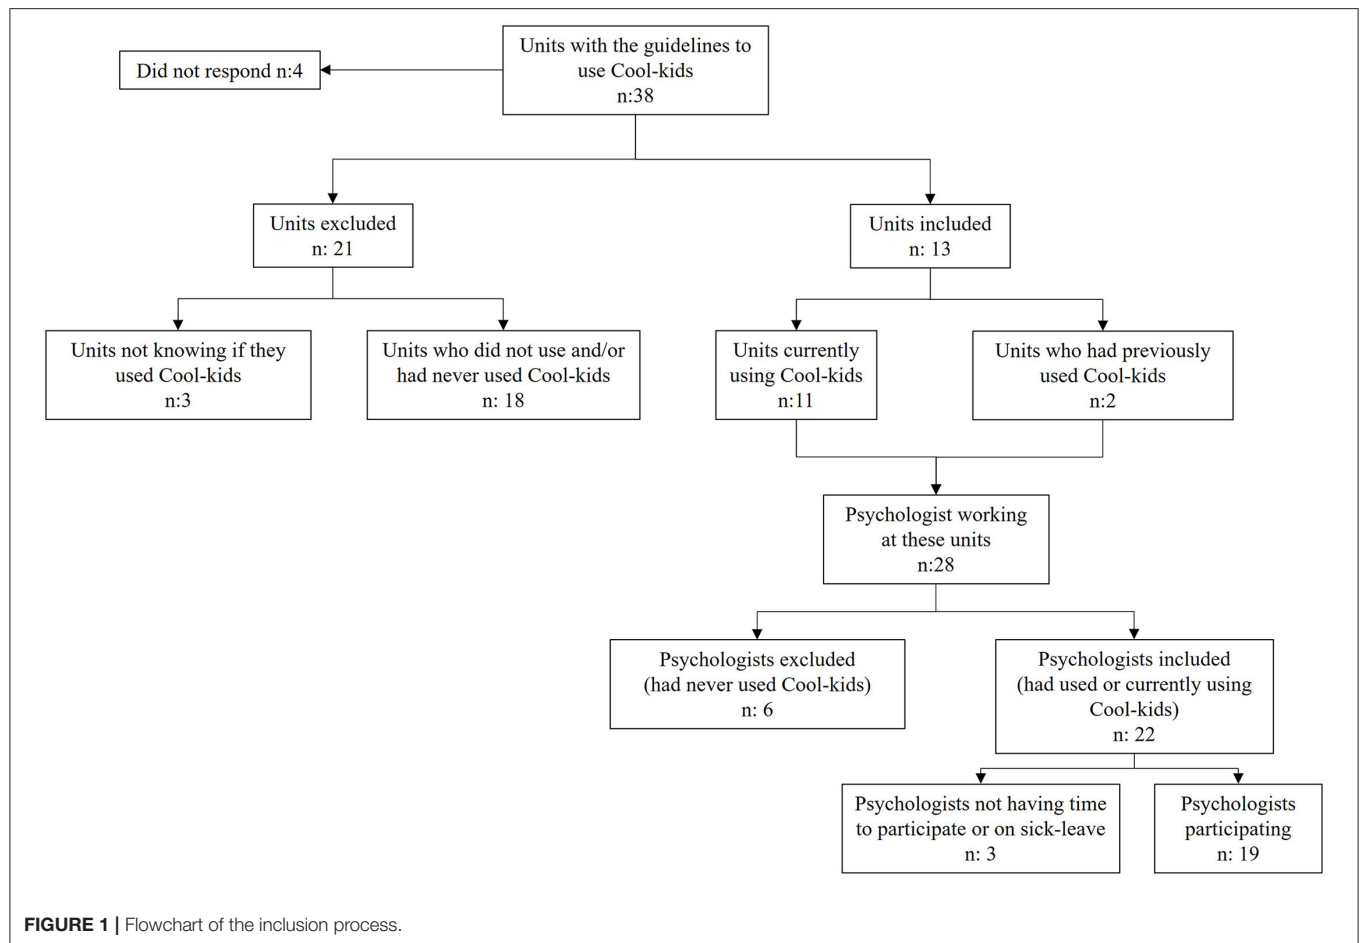 Units with the guidelines to
use Cool-kids
n:38
Did not respond n:4
Units excluded
n: 21
Units included
n: 13
Units not knowing if they
used Cool-kids
n:3
Units who did not use and/or
had never used Cool-kids
n: 18
Units currently
using Cool-kids
n:11
Units who had previously
used Cool-kids
n:2
Psychologist working
at these units
n:28
Psychologists excluded
(had never used Cool-kids)
n: 6
Psychologists included
(had used or currently using
Cool-kids)
n: 22
Psychologists not having time
to participate or on sick-leave
n: 3
Psychologists
participating
n: 19
FIGURE 1 | Flowchart of the inclusion process.